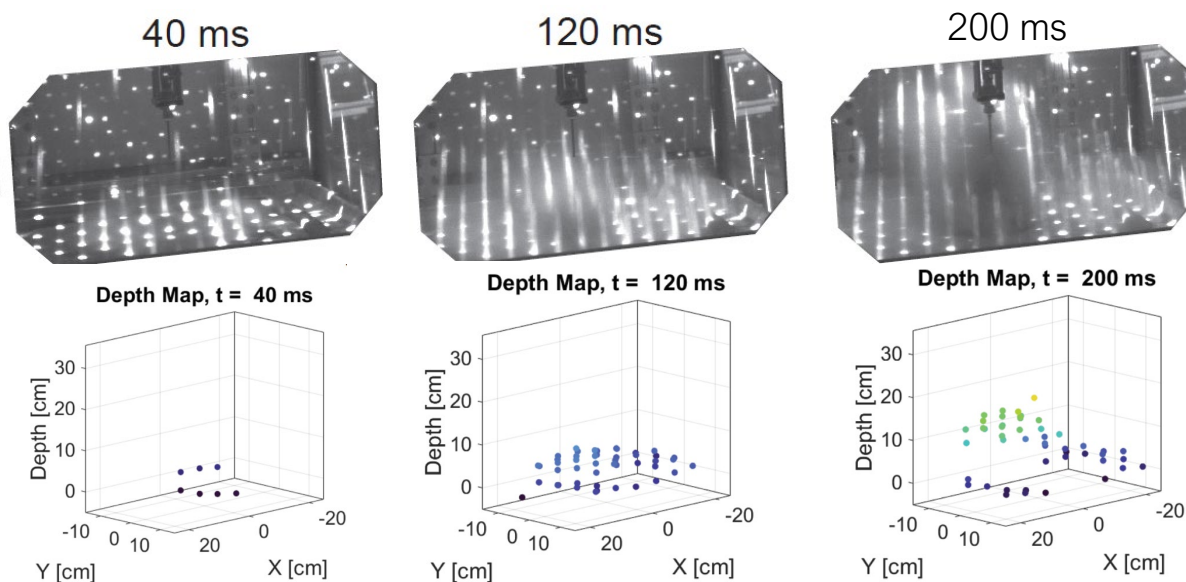 40 ms
120 ms
200 ms
Depth Map, t = 40 ms
Depth Map, t = 120 ms
Depth Map, t = 200 ms
Depth [cm]
30
20
10
0
-10
0
10
20
0
-20
Y [cm]
X [cm]
Depth [cm]
30
20
10
0
-10
0
10
20
0
-20
Y [cm]
X [cm]
Depth [cm]
30
20
10
0
-10
0
10
20
0
-20
Y [cm]
X [cm]